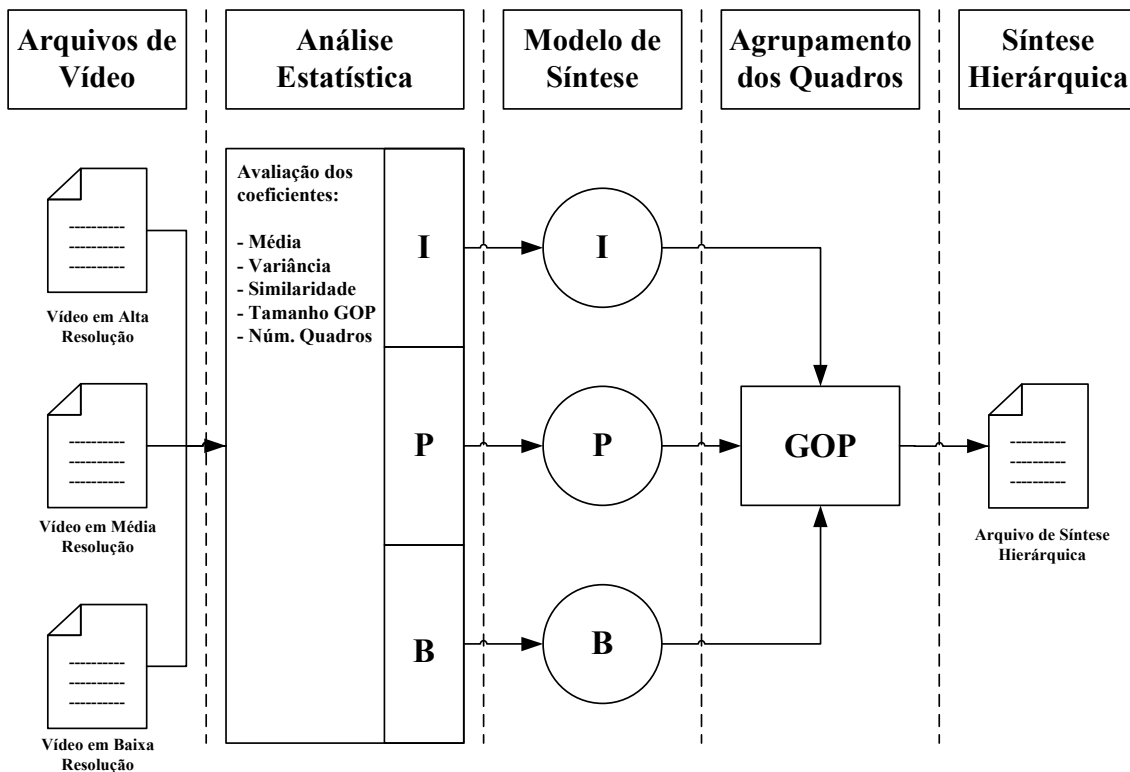 Arquivos de
Vídeo
Análise
Estatística
Modelo de
Síntese
Agrupamento
dos Quadros
Síntese
Hierárquica
Vídeo em Alta
Resolução
Vídeo em Média
Resolução
Vídeo em Baixa
Resolução
Avaliação dos
coeficientes:
- Média
- Variância
- Similaridade
- Tamanho GOP
- Núm. Quadros
I
P
B
I
P
B
GOP
Arquivo de Síntese
Hierárquica